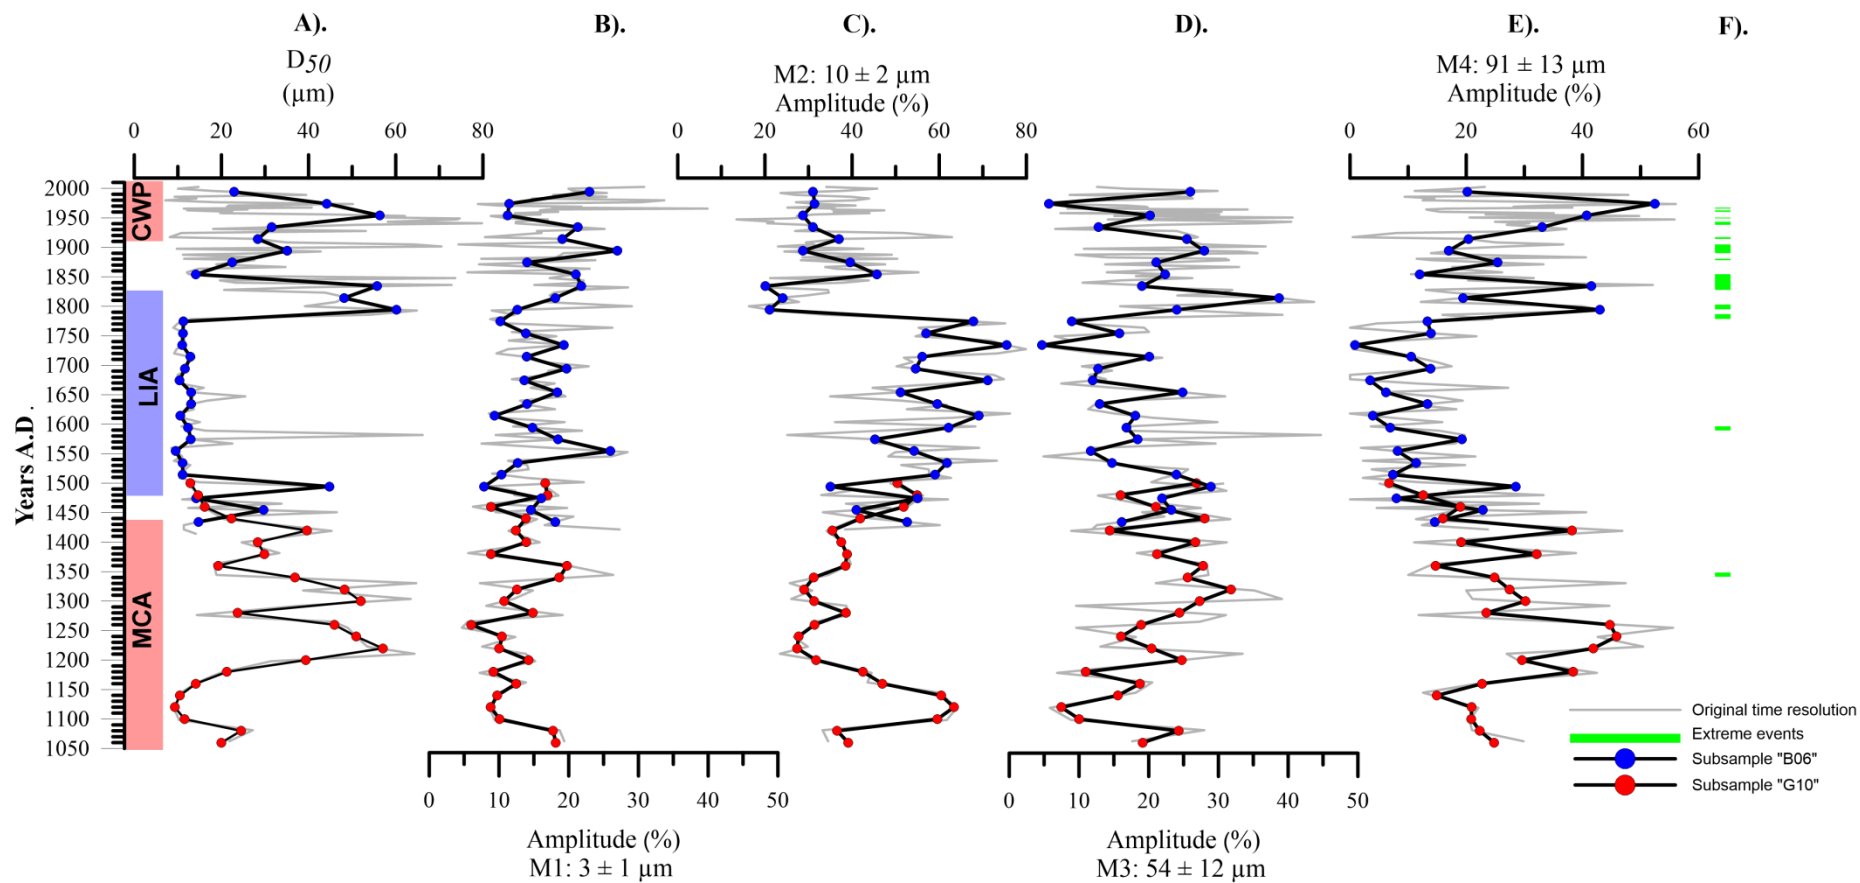 A). B). C). D). E). F).
D50
(µm)
M2: 10 ± 2 µm
Amplitude (%)
M4: 91 ± 13 µm
Amplitude (%)
0 20 40 60 80
0 20 40 60 80
0 20 40 60
Years A.D.
2000
1950
1900
1850
1800
1750
1700
1650
1600
1550
1500
1450
1400
1350
1300
1250
1200
1150
1100
1050
CWP
LIA
MCA
Original time resolution
Extreme events
Subsample "B06"
Subsample "G10"
0 10 20 30 40 50
0 10 20 30 40 50
Amplitude (%)
M1: 3 ± 1 µm
Amplitude (%)
M3: 54 ± 12 µm